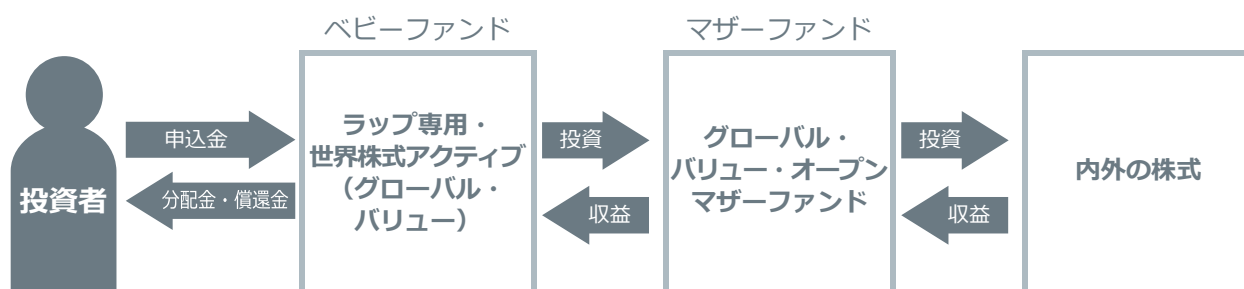 ベビーファンド
マザーファンド
投資者
申込金
分配金・償還金
ラップ専用・
世界株式アクティブ
（グローバル・
バリュー）
投資
収益
グローバル・
バリュー・オープン
マザーファンド
投資
収益
内外の株式